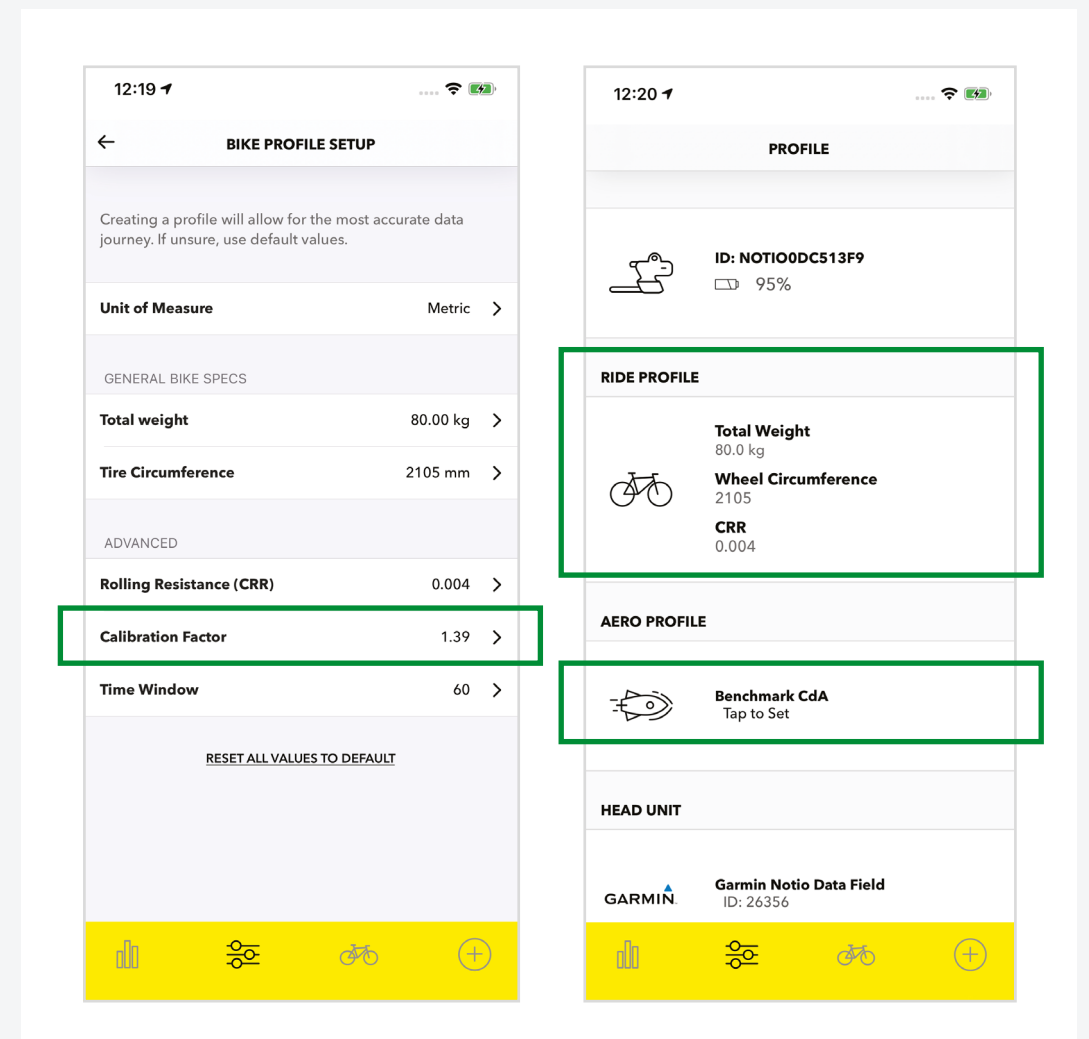 12:19
BIKE PROFILE SETUP
Creating a profile will allow for the most accurate data
journey. If unsure, use default values.
Unit of Measure Metric
GENERAL BIKE SPECS
Total weight 80.00 kg
Tire Circumference 2105 mm
ADVANCED
Rolling Resistance (CRR) 0.004
Calibration Factor 1.39
Time Window 60
RESET ALL VALUES TO DEFAULT
12:20
PROFILE
ID: NOTIO0DC513F9
95%
RIDE PROFILE
Total Weight
80.0 kg
Wheel Circumference
2105
CRR
0.004
AERO PROFILE
Benchmark CdA
Tap to Set
HEAD UNIT
GARMIN
Garmin Notio Data Field
ID: 26356